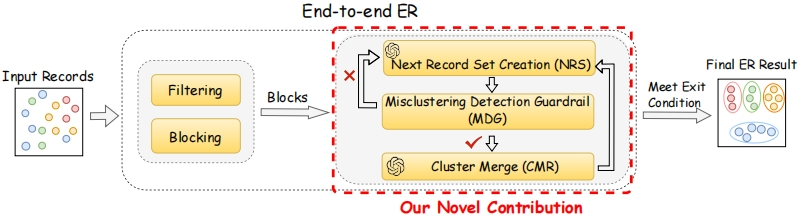 End-to-end ER
Input Records
Filtering
Blocking
Blocks
Next Record Set Creation (NRS)
Misclustering Detection Guardrail
(MDG)
Cluster Merge (CMR)
Meet Exit
Condition
Final ER Result
Our Novel Contribution